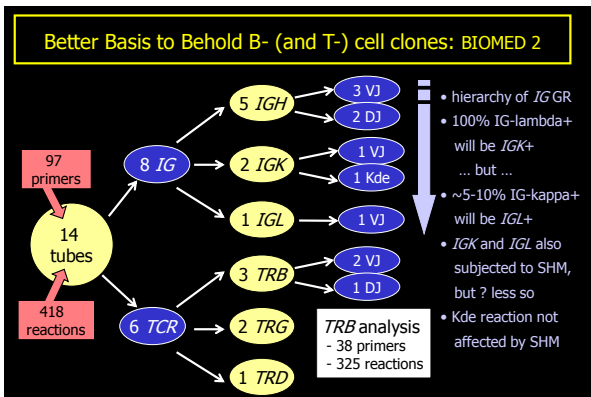 Better Basis to Behold B- (and T-) cell clones: BIOMED 2
97
primers
14
tubes
418
reactions
8 IG
6 TCR
5 IGH
2 IGK
1 IGL
3 TRB
2 TRG
1 TRD
3 VJ
2 DJ
1 VJ
1 Kde
1 VJ
2 VJ
1 DJ
TRB analysis
- 38 primers
- 325 reactions
• hierarchy of IG GR
• 100% IG-lambda+
will be IGK+
... but ...
• ~5-10% IG-kappa+
will be IGL+
• IGK and IGL also
subjected to SHM,
but ? less so
• Kde reaction not
affected by SHM